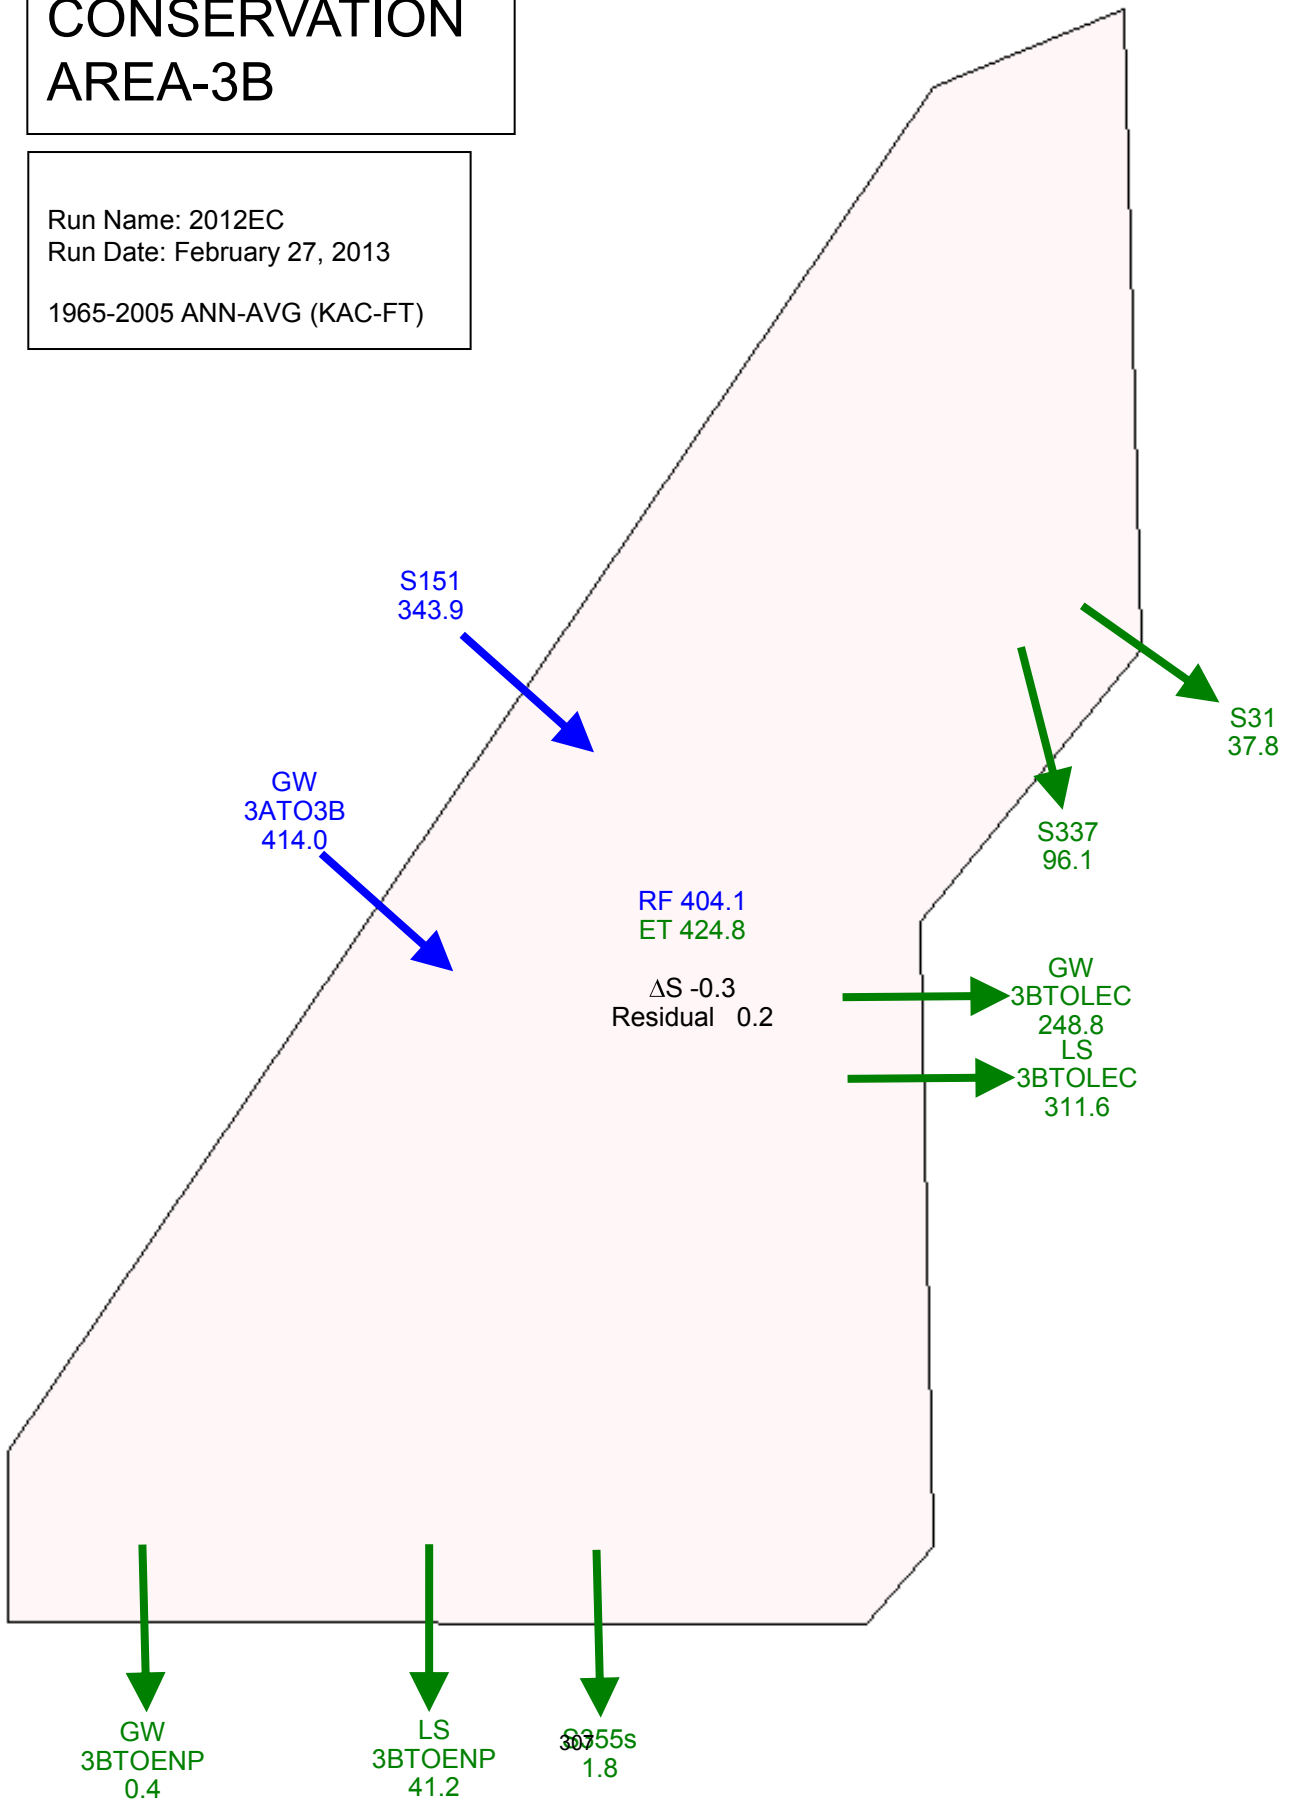 CONSERVATION
AREA-3B
Run Name: 2012EC
Run Date: February 27, 2013
1965-2005 ANN-AVG (KAC-FT)
S151
343.9
S31
37.8
GW
3ATO3B
414.0
S337
96.1
RF 404.1
ET 424.8
ΔS -0.3
Residual 0.2
GW
3BTOLEC
248.8
LS
3BTOLEC
311.6
GW
3BTOENP
0.4
LS
3BTOENP
41.2
S355s
1.8
307